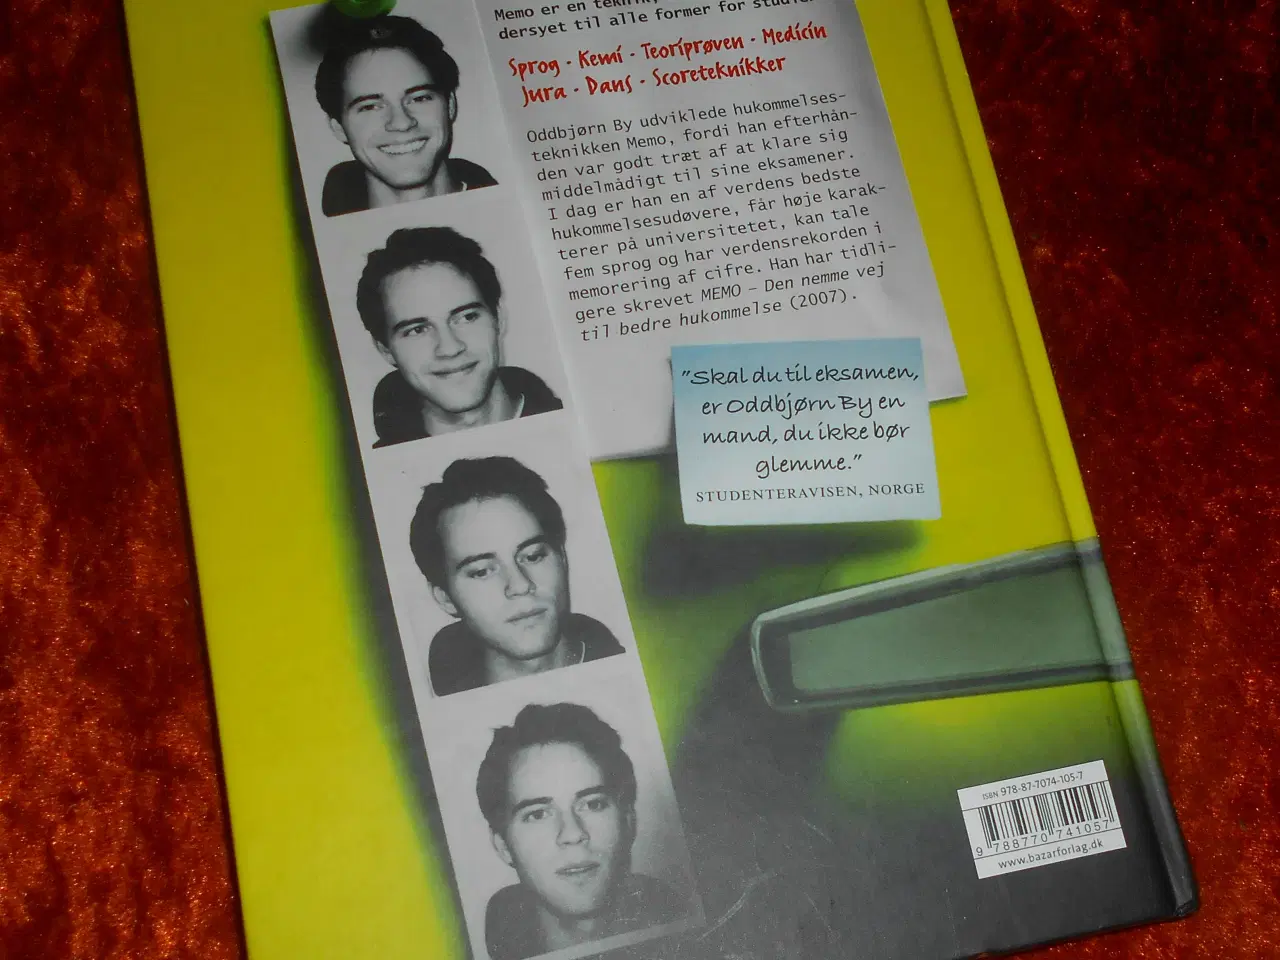 Memo er en teknik,
dersyet til alle former for studier
Sprog · Kemi · Teoriprøven · Medicin
Jura · Dans · Scoreteknikker
Oddbjørn By udviklede hukommelses-
teknikken Memo, fordi han efterhån-
den var godt træt af at klare sig
middelmådigt til sine eksamener.
I dag er han en af verdens bedste
hukommelsesudøvere, får høje karak-
terer på universitetet, kan tale
fem sprog og har verdensrekorden i
memorering af cifre. Han har tidli-
gere skrevet MEMO – Den nemme vej
til bedre hukommelse (2007).
"Skal du til eksamen,
er Oddbjørn By en
mand, du ikke bør
glemme."
STUDENTERAVISEN, NORGE
ISBN 978-87-7074-105-7
9 788770 741057
www.bazarforlag.dk